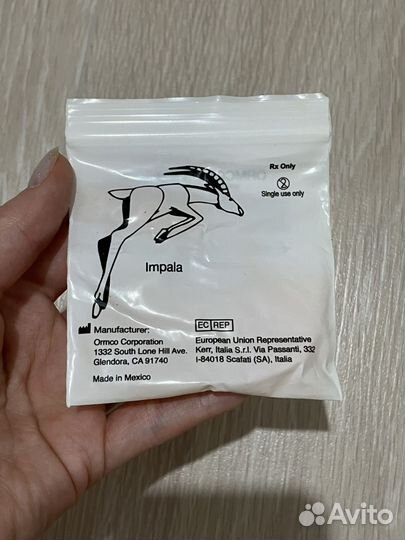 Rx Only
Single use only
Impala
Manufacturer:
Ormco Corporation
1332 South Lone Hill Ave.
Glendora, CA 91740
Made in Mexico
EC REP
European Union Representative
Kerr, Italia S.r.l. Via Passanti, 332
I-84018 Scafati (SA), Italia
Avito